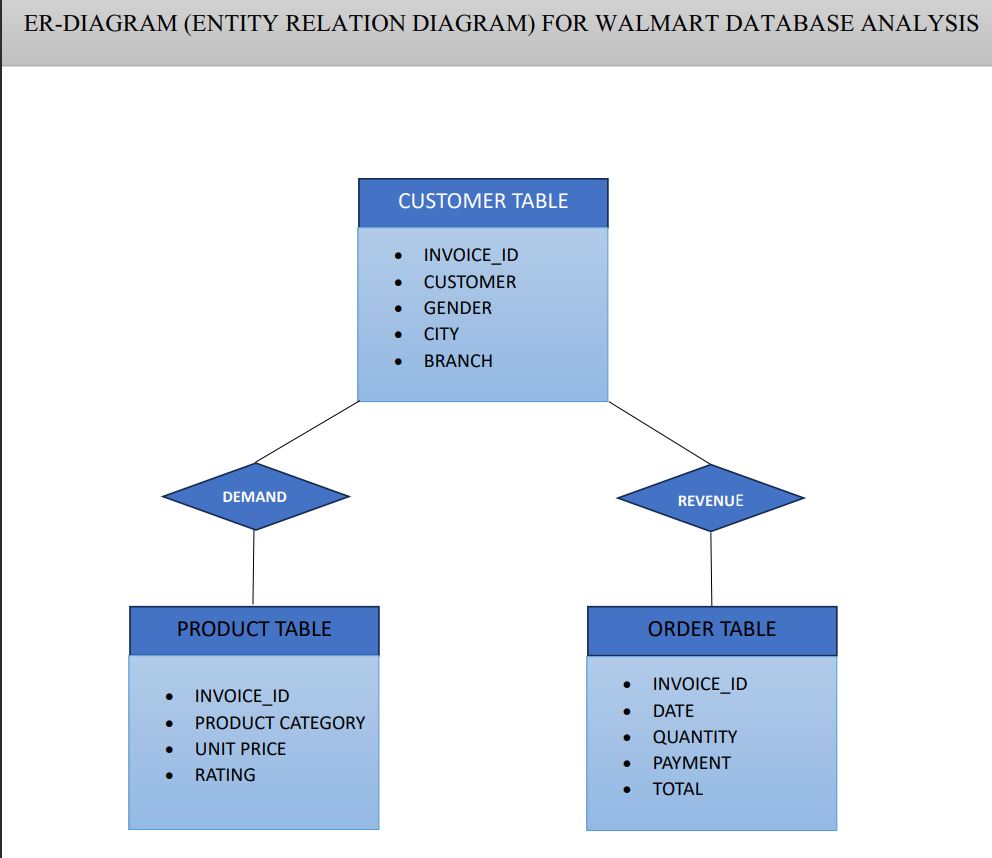 ER-DIAGRAM (ENTITY RELATION DIAGRAM) FOR WALMART DATABASE ANALYSIS
CUSTOMER TABLE
• INVOICE_ID
• CUSTOMER
• GENDER
• CITY
• BRANCH
DEMAND
REVENUE
PRODUCT TABLE
• INVOICE_ID
• PRODUCT CATEGORY
• UNIT PRICE
• RATING
ORDER TABLE
• INVOICE_ID
• DATE
• QUANTITY
• PAYMENT
• TOTAL